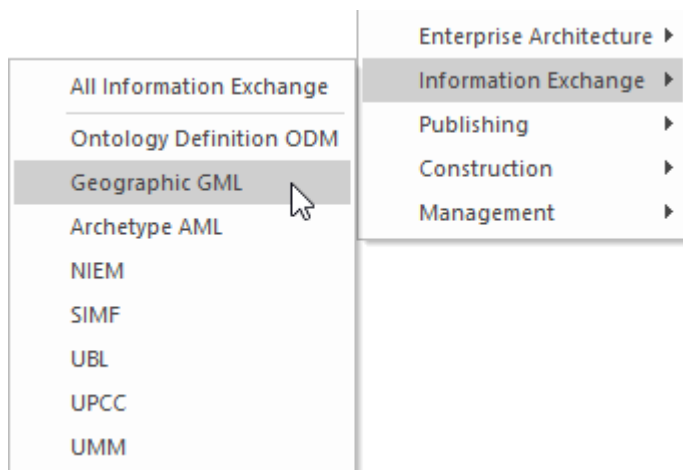 Enterprise Architecture
Information Exchange
Publishing
Construction
Management
All Information Exchange
Ontology Definition ODM
Geographic GML
Archetype AML
NIEM
SIMF
UBL
UPCC
UMM